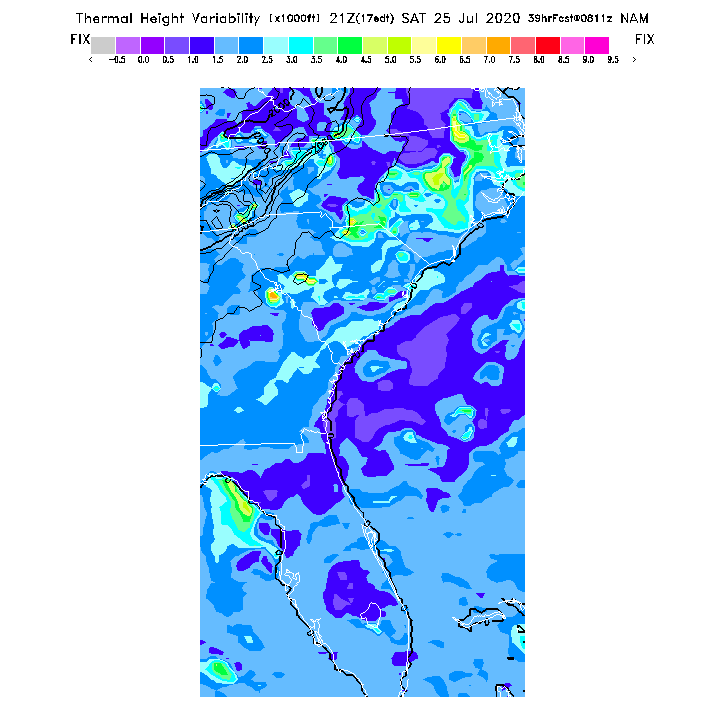 Thermal Height Variability [x1000ft] 21Z(17edt) SAT 25 Jul 2020 39hrFcst@0811z NAM
FIX FIX
< -0.5 0.0 0.5 1.0 1.5 2.0 2.5 3.0 3.5 4.0 4.5 5.0 5.5 6.0 6.5 7.0 7.5 8.0 8.5 9.0 9.5 >